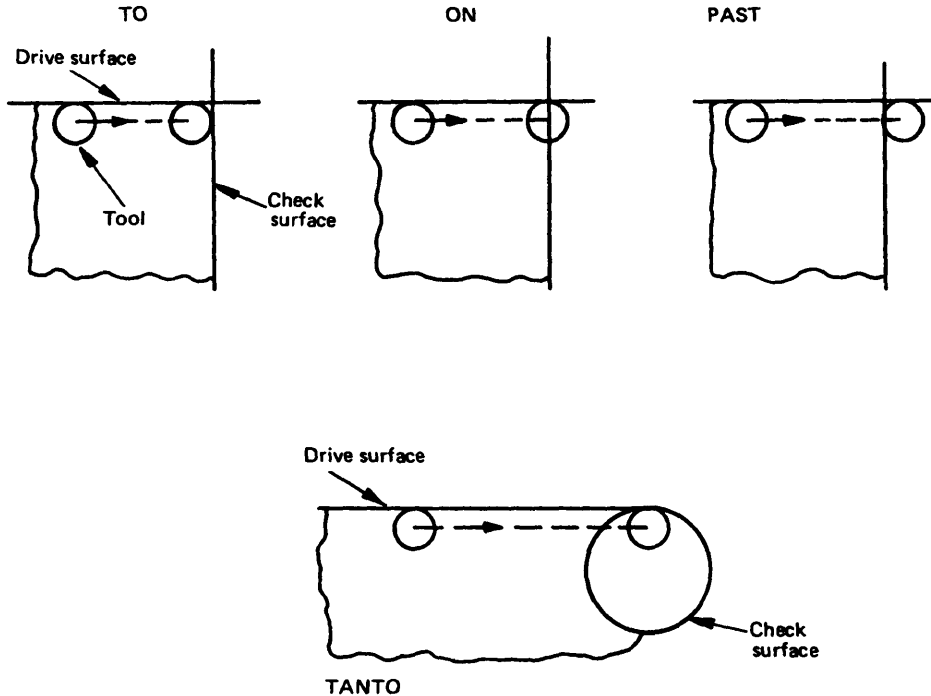 TO
ON
PAST
Drive surface
Tool
Check
surface
Drive surface
Check
surface
TANTO